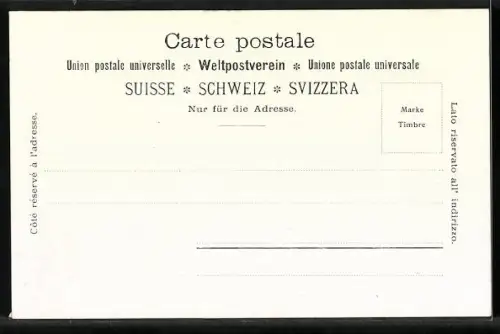 Carte postale
Union postale universelle * Weltpostverein * Unione postale universale
SUISSE * SCHWEIZ * SVIZZERA
Nur für die Adresse.
Marke
Timbre
Côté réservé à l'adresse.
Lato riservato all' indirizzo.